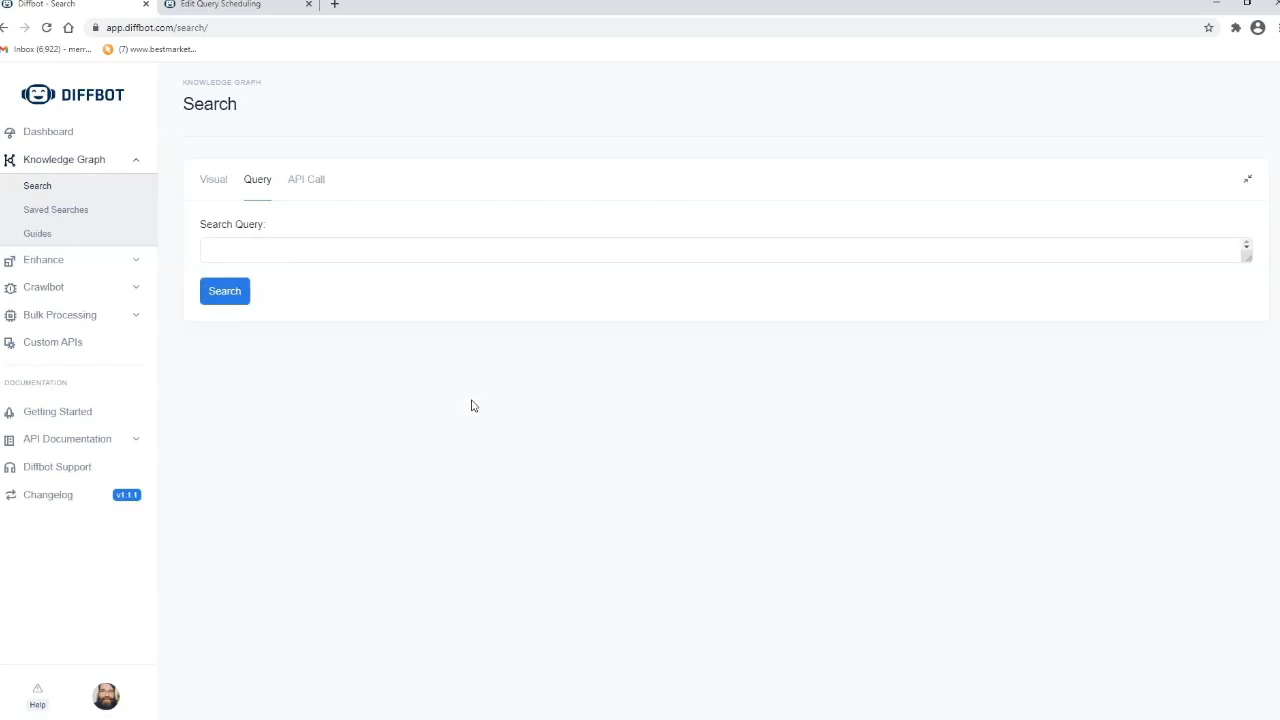 Diffbot - Search
Edit Query Scheduling
app.diffbot.com/search/
Inbox (6,922) - merr...
(7) www.bestmarket...
DIFFBOT
Dashboard
Knowledge Graph
Search
Saved Searches
Guides
Enhance
Crawlbot
Bulk Processing
Custom APIs
DOCUMENTATION
Getting Started
API Documentation
Diffbot Support
Changelog v1.1.1
Help
KNOWLEDGE GRAPH
Search
Visual Query API Call
Search Query:
Search